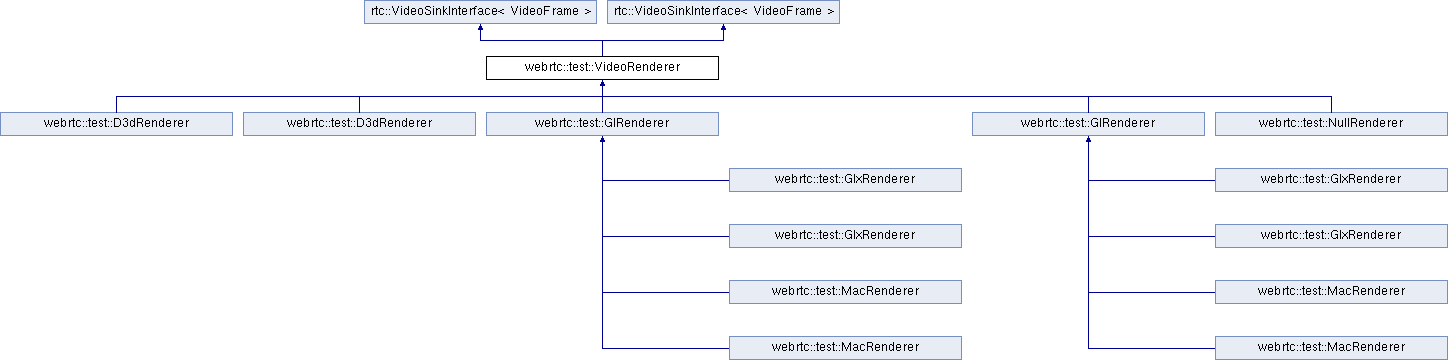 rtc::VideoSinkInterface< VideoFrame >
rtc::VideoSinkInterface< VideoFrame >
webrtc::test::VideoRenderer
webrtc::test::D3dRenderer
webrtc::test::D3dRenderer
webrtc::test::GlRenderer
webrtc::test::GlRenderer
webrtc::test::NullRenderer
webrtc::test::GlxRenderer
webrtc::test::GlxRenderer
webrtc::test::GlxRenderer
webrtc::test::GlxRenderer
webrtc::test::MacRenderer
webrtc::test::MacRenderer
webrtc::test::MacRenderer
webrtc::test::MacRenderer